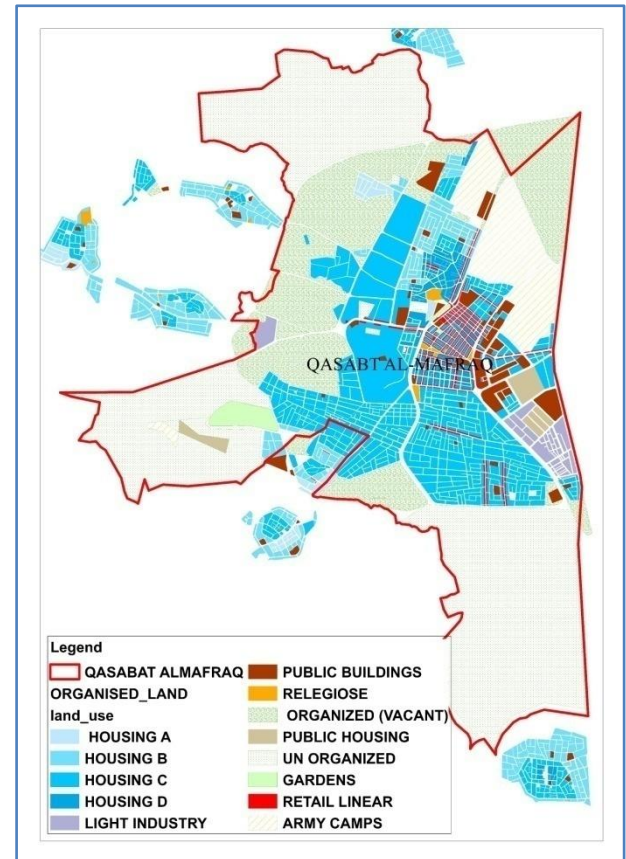 QASABT AL-MAFRAQ
Legend
QASABAT ALMAFRAQ
ORGANISED_LAND
land_use
HOUSING A
HOUSING B
HOUSING C
HOUSING D
LIGHT INDUSTRY
PUBLIC BUILDINGS
RELEGIOSE
ORGANIZED (VACANT)
PUBLIC HOUSING
UN ORGANIZED
GARDENS
RETAIL LINEAR
ARMY CAMPS